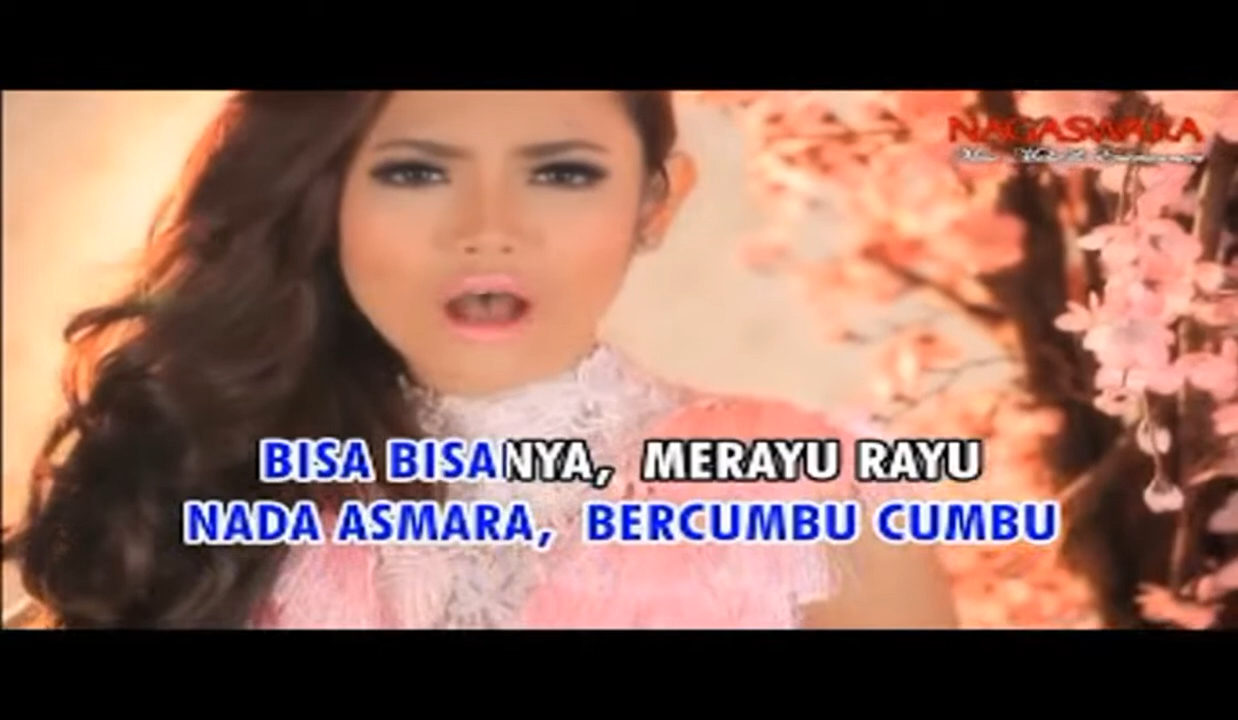 NAGASWARA
BISA BISANYA, MERAYU RAYU
NADA ASMARA, BERCUMBU CUMBU